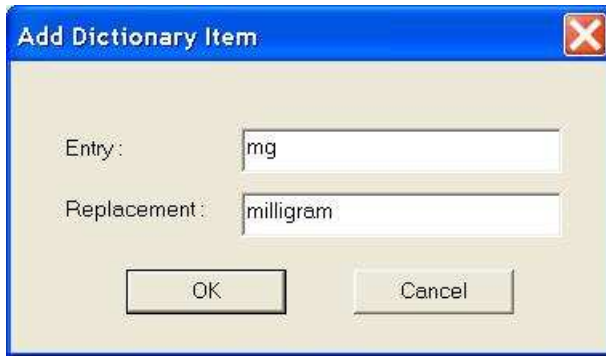 Add Dictionary Item
Entry: mg
Replacement: milligram
OK Cancel